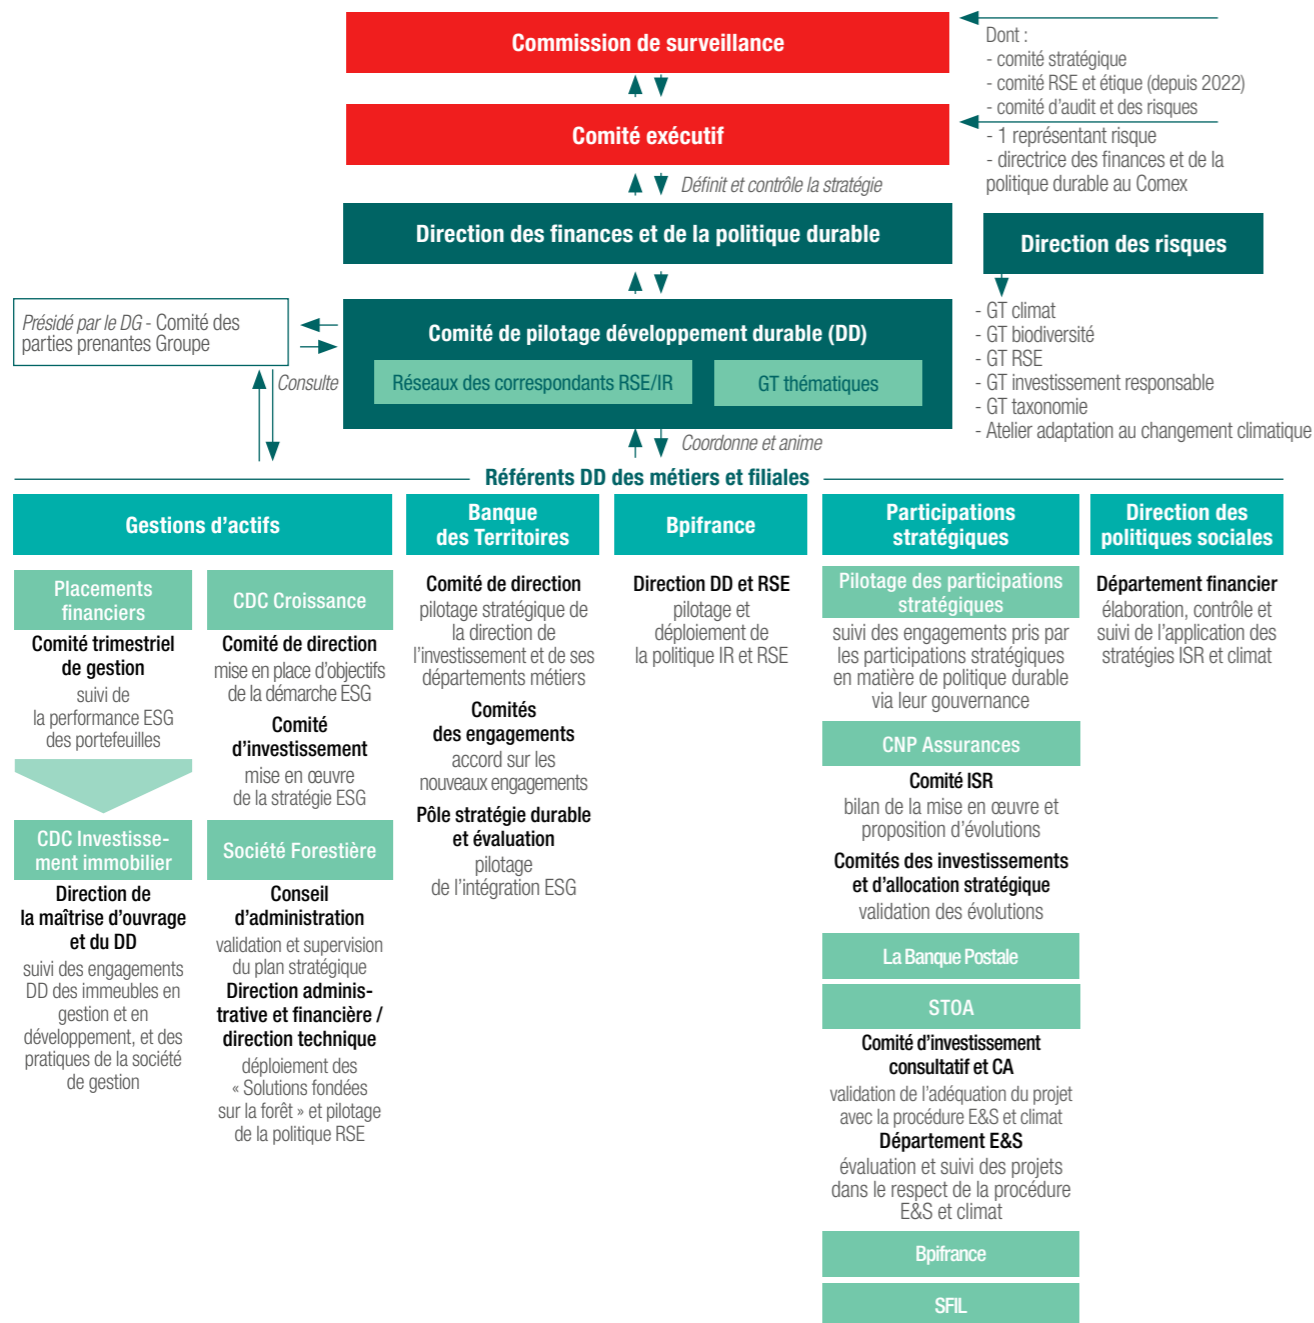 Commission de surveillance
Dont :
- comité stratégique
- comité RSE et étique (depuis 2022)
- comité d'audit et des risques
Comité exécutif
- 1 représentant risque
- directrice des finances et de la
politique durable au Comex
Définit et contrôle la stratégie
Direction des finances et de la politique durable
Direction des risques
- GT climat
- GT biodiversité
- GT RSE
- GT investissement responsable
- GT taxonomie
- Atelier adaptation au changement climatique
Présidé par le DG - Comité des
parties prenantes Groupe
Consulte
Comité de pilotage développement durable (DD)
Réseaux des correspondants RSE/IR
GT thématiques
Coordonne et anime
Référents DD des métiers et filiales
Gestions d'actifs
Placements
financiers
Comité trimestriel
de gestion
suivi de
la performance ESG
des portefeuilles
CDC Investisse-
ment immobilier
Direction de
la maîtrise d'ouvrage
et du DD
suivi des engagements
DD des immeubles en
gestion et en
développement, et des
pratiques de la société
de gestion
CDC Croissance
Comité de direction
mise en place d'objectifs
de la démarche ESG
Comité
d'investissement
mise en œuvre
de la stratégie ESG
Société Forestière
Conseil
d'administration
validation et supervision
du plan stratégique
Direction adminis-
trative et financière /
direction technique
déploiement des
« Solutions fondées
sur la forêt » et pilotage
de la politique RSE
Banque
des Territoires
Comité de direction
pilotage stratégique de
la direction de
l'investissement et de ses
départements métiers
Comités
des engagements
accord sur les
nouveaux engagements
Pôle stratégie durable
et évaluation
pilotage
de l'intégration ESG
Bpifrance
Direction DD et RSE
pilotage et
déploiement de
la politique IR et RSE
Participations
stratégiques
Pilotage des participations
stratégiques
suivi des engagements pris par
les participations stratégiques
en matière de politique durable
via leur gouvernance
CNP Assurances
Comité ISR
bilan de la mise en œuvre et
proposition d'évolutions
Comités des investissements
et d'allocation stratégique
validation des évolutions
La Banque Postale
STOA
Comité d'investissement
consultatif et CA
validation de l'adéquation du projet
avec la procédure E&S et climat
Département E&S
évaluation et suivi des projets
dans le respect de la procédure
E&S et climat
Bpifrance
SFIL
Direction des
politiques sociales
Département financier
élaboration, contrôle et
suivi de l'application des
stratégies ISR et climat